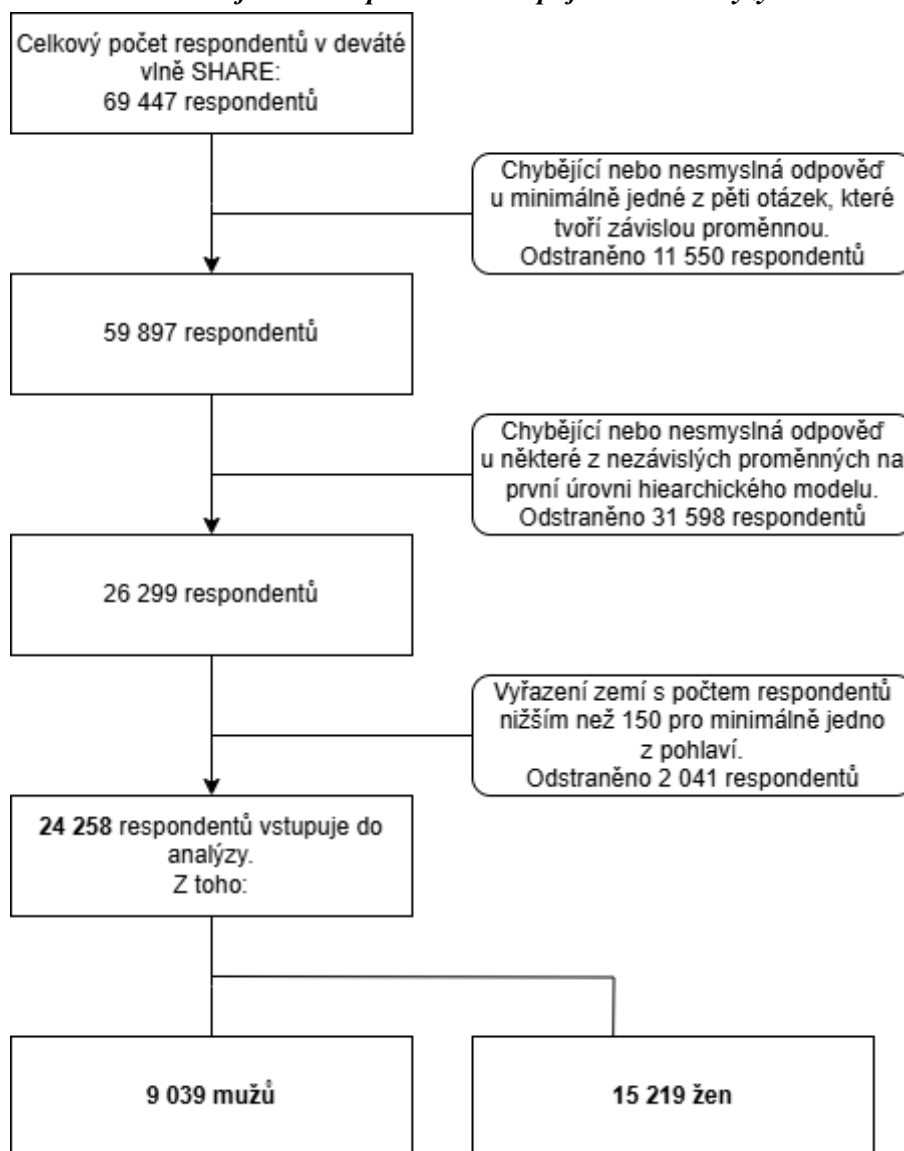 Celkový počet respondentů v deváté
vlně SHARE:
69 447 respondentů
Chybějící nebo nesmyslná odpověď
u minimálně jedné z pěti otázek, které
tvoří závislou proměnnou.
Odstraněno 11 550 respondentů
59 897 respondentů
Chybějící nebo nesmyslná odpověď
u některé z nezávislých proměnných na
první úrovni hiearchického modelu.
Odstraněno 31 598 respondentů
26 299 respondentů
Vyřazení zemí s počtem respondentů
nižším než 150 pro minimálně jedno
z pohlaví.
Odstraněno 2 041 respondentů
24 258 respondentů vstupuje do
analýzy.
Z toho:
9 039 mužů
15 219 žen